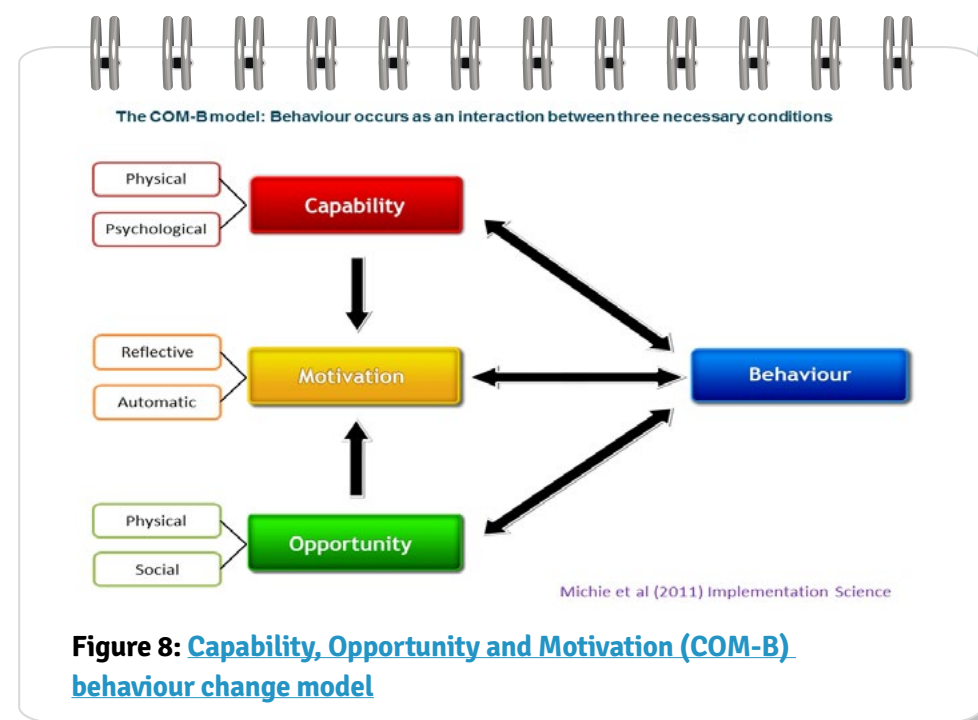 The COM-B model: Behaviour occurs as an interaction between three necessary conditions
Physical
Psychological
Capability
Reflective
Automatic
Motivation
Behaviour
Physical
Social
Opportunity
Michie et al (2011) Implementation Science
Figure 8: Capability, Opportunity and Motivation (COM-B)
behaviour change model